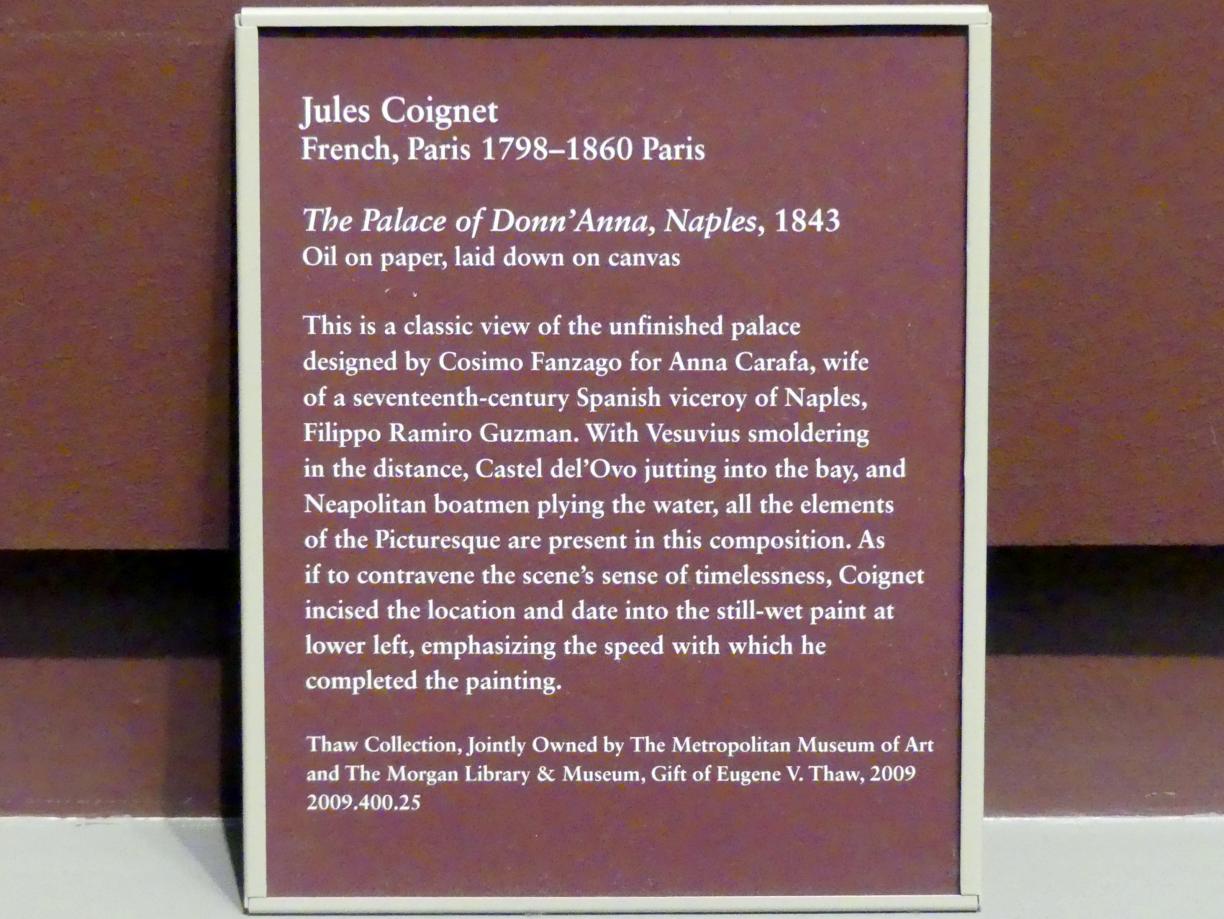 Jules Coignet
French, Paris 1798–1860 Paris
The Palace of Donn’Anna, Naples, 1843
Oil on paper, laid down on canvas
This is a classic view of the unfinished palace
designed by Cosimo Fanzago for Anna Carafa, wife
of a seventeenth-century Spanish viceroy of Naples,
Filippo Ramiro Guzman. With Vesuvius smoldering
in the distance, Castel del’Ovo jutting into the bay, and
Neapolitan boatmen plying the water, all the elements
of the Picturesque are present in this composition. As
if to contravene the scene’s sense of timelessness, Coignet
incised the location and date into the still-wet paint at
lower left, emphasizing the speed with which he
completed the painting.
Thaw Collection, Jointly Owned by The Metropolitan Museum of Art
and The Morgan Library & Museum, Gift of Eugene V. Thaw, 2009
2009.400.25